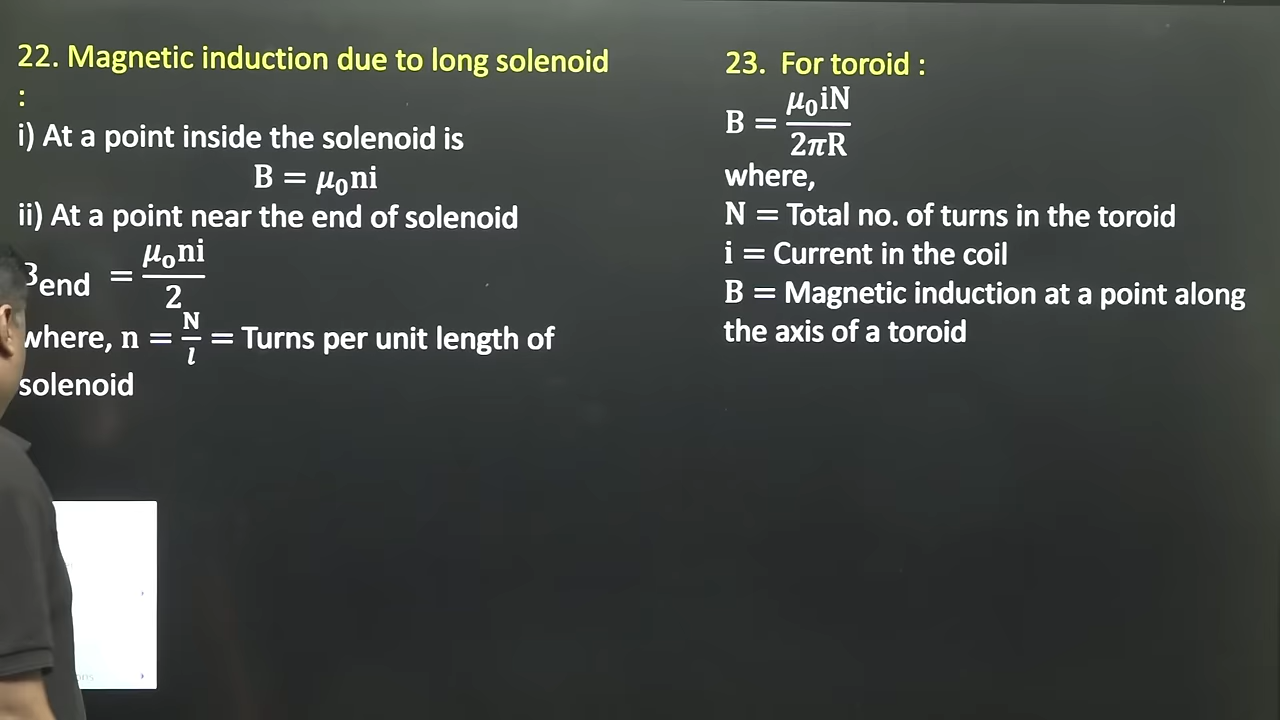 22. Magnetic induction due to long solenoid
:
i) At a point inside the solenoid is
B = μ₀ni
ii) At a point near the end of solenoid
Bend = μ₀ni / 2
where, n = N / l = Turns per unit length of
solenoid
23. For toroid :
B = μ₀iN / 2πR
where,
N = Total no. of turns in the toroid
i = Current in the coil
B = Magnetic induction at a point along
the axis of a toroid